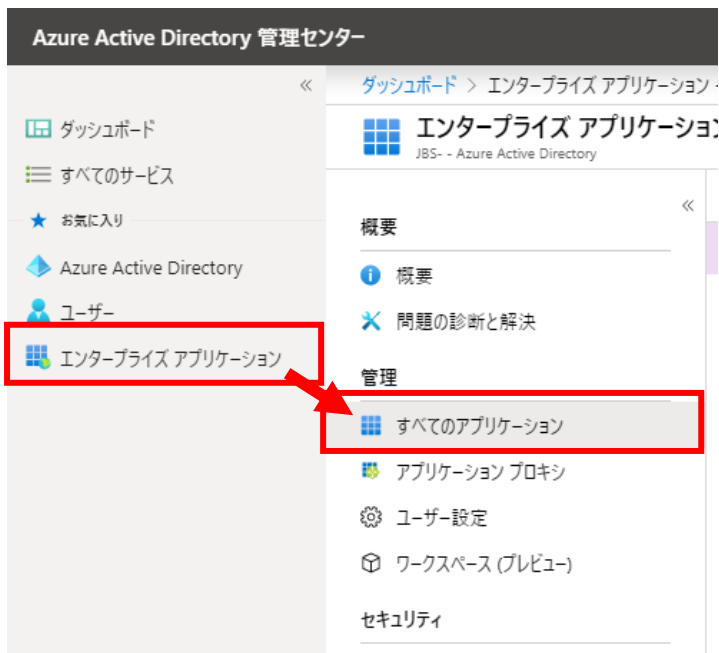 Azure Active Directory 管理センター
«
ダッシュボード
すべてのサービス
お気に入り
Azure Active Directory
ユーザー
エンタープライズ アプリケーション
ダッシュボード > エンタープライズ アプリケーション -
エンタープライズ アプリケーション
JBS- - Azure Active Directory
«
概要
概要
問題の診断と解決
管理
すべてのアプリケーション
アプリケーション プロキシ
ユーザー設定
ワークスペース (プレビュー)
セキュリティ